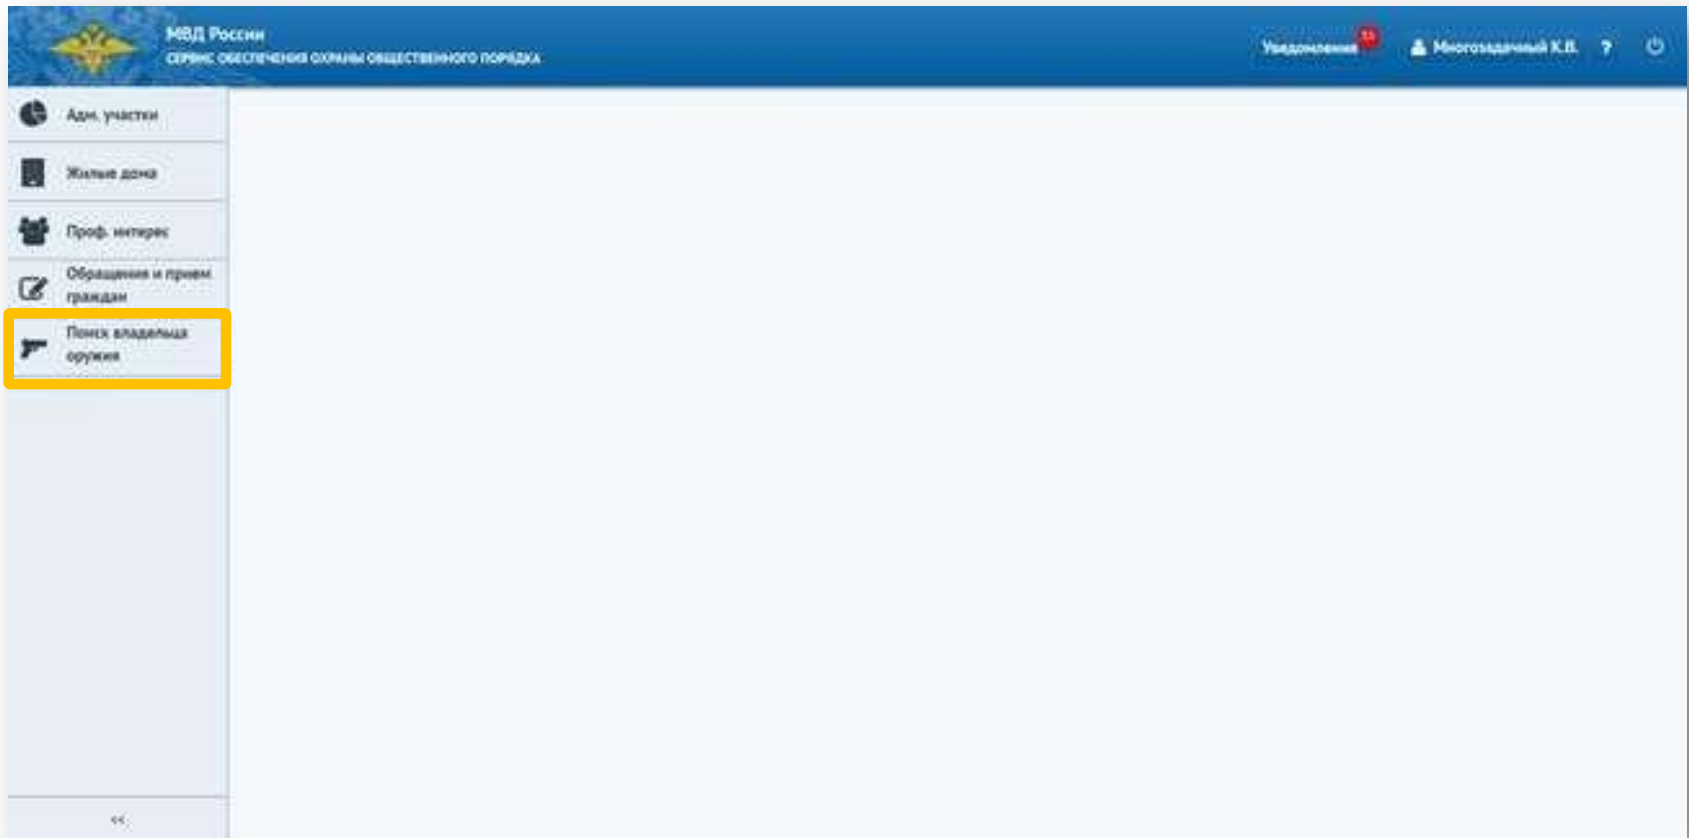 МВД России
СЕРВИС ОБЕСПЕЧЕНИЯ ОХРАНЫ ОБЩЕСТВЕННОГО ПОРЯДКА
Уведомления
Многозадачный К.В. ?
Адм. участки
Жилые дома
Проф. интерес
Обращения и прием
граждан
Поиск владельца
оружия
<<